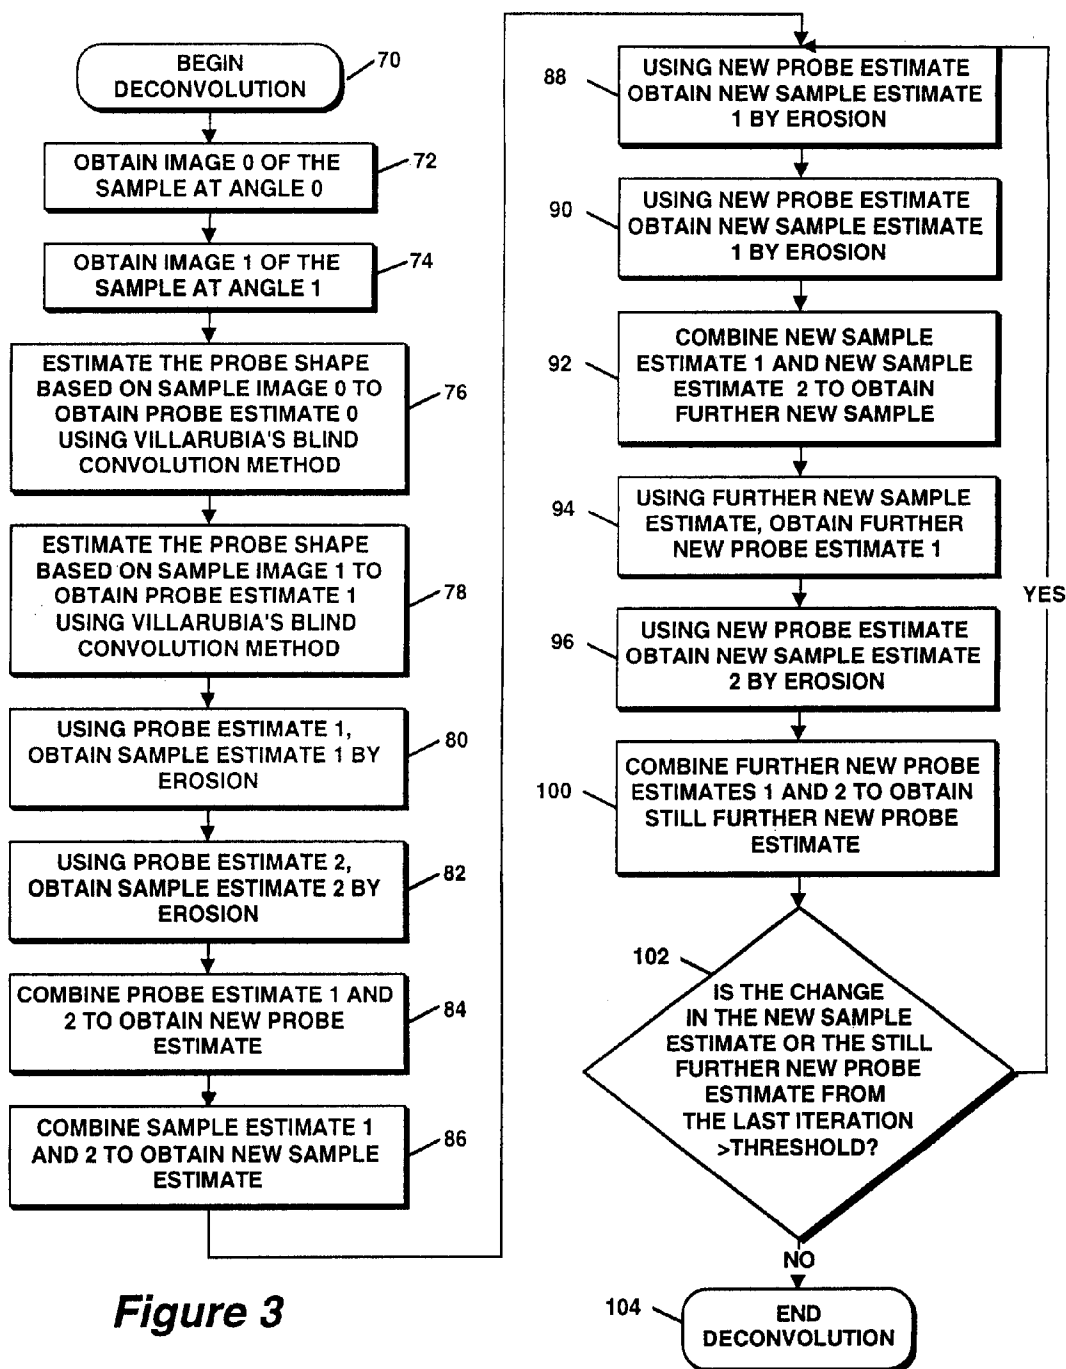 BEGIN
DECONVOLUTION
70
OBTAIN IMAGE 0 OF THE
SAMPLE AT ANGLE 0
72
OBTAIN IMAGE 1 OF THE
SAMPLE AT ANGLE 1
74
ESTIMATE THE PROBE SHAPE
BASED ON SAMPLE IMAGE 0 TO
OBTAIN PROBE ESTIMATE 0
USING VILLARUBIA'S BLIND
CONVOLUTION METHOD
76
ESTIMATE THE PROBE SHAPE
BASED ON SAMPLE IMAGE 1 TO
OBTAIN PROBE ESTIMATE 1
USING VILLARUBIA'S BLIND
CONVOLUTION METHOD
78
USING PROBE ESTIMATE 1,
OBTAIN SAMPLE ESTIMATE 1 BY
EROSION
80
USING PROBE ESTIMATE 2,
OBTAIN SAMPLE ESTIMATE 2 BY
EROSION
82
COMBINE PROBE ESTIMATE 1 AND
2 TO OBTAIN NEW PROBE
ESTIMATE
84
COMBINE SAMPLE ESTIMATE 1
AND 2 TO OBTAIN NEW SAMPLE
ESTIMATE
86
88
USING NEW PROBE ESTIMATE
OBTAIN NEW SAMPLE ESTIMATE
1 BY EROSION
90
USING NEW PROBE ESTIMATE
OBTAIN NEW SAMPLE ESTIMATE
1 BY EROSION
92
COMBINE NEW SAMPLE
ESTIMATE 1 AND NEW SAMPLE
ESTIMATE 2 TO OBTAIN
FURTHER NEW SAMPLE
94
USING FURTHER NEW SAMPLE
ESTIMATE, OBTAIN FURTHER
NEW PROBE ESTIMATE 1
YES
96
USING NEW PROBE ESTIMATE
OBTAIN NEW SAMPLE ESTIMATE
2 BY EROSION
100
COMBINE FURTHER NEW PROBE
ESTIMATES 1 AND 2 TO OBTAIN
STILL FURTHER NEW PROBE
ESTIMATE
102
IS THE CHANGE
IN THE NEW SAMPLE
ESTIMATE OR THE STILL
FURTHER NEW PROBE
ESTIMATE FROM
THE LAST ITERATION
>THRESHOLD?
NO
104
END
DECONVOLUTION
Figure 3